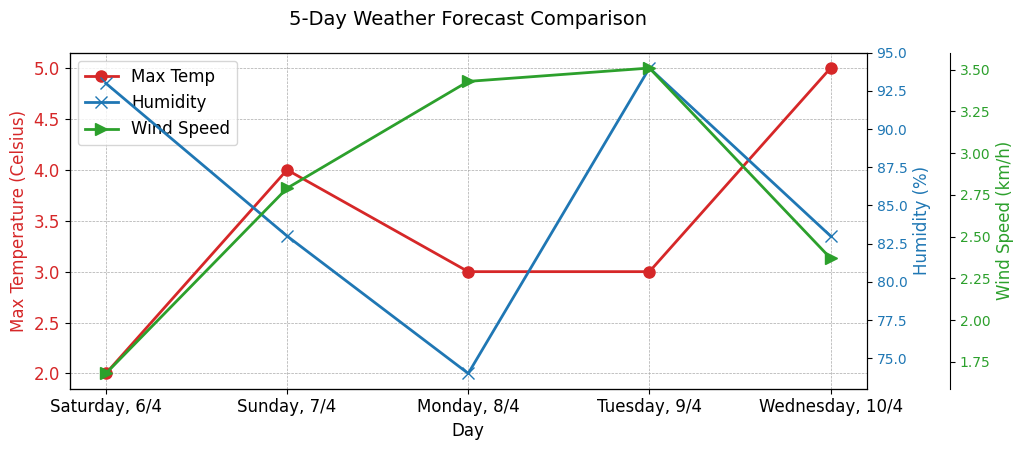 5-Day Weather Forecast Comparison
Max Temp
Humidity
Wind Speed
Max Temperature (Celsius)
5.0
4.5
4.0
3.5
3.0
2.5
2.0
95.0
92.5
90.0
87.5
85.0
82.5
80.0
77.5
75.0
Humidity (%)
3.50
3.25
3.00
2.75
2.50
2.25
2.00
1.75
Wind Speed (km/h)
Saturday, 6/4 Sunday, 7/4 Monday, 8/4 Tuesday, 9/4 Wednesday, 10/4
Day